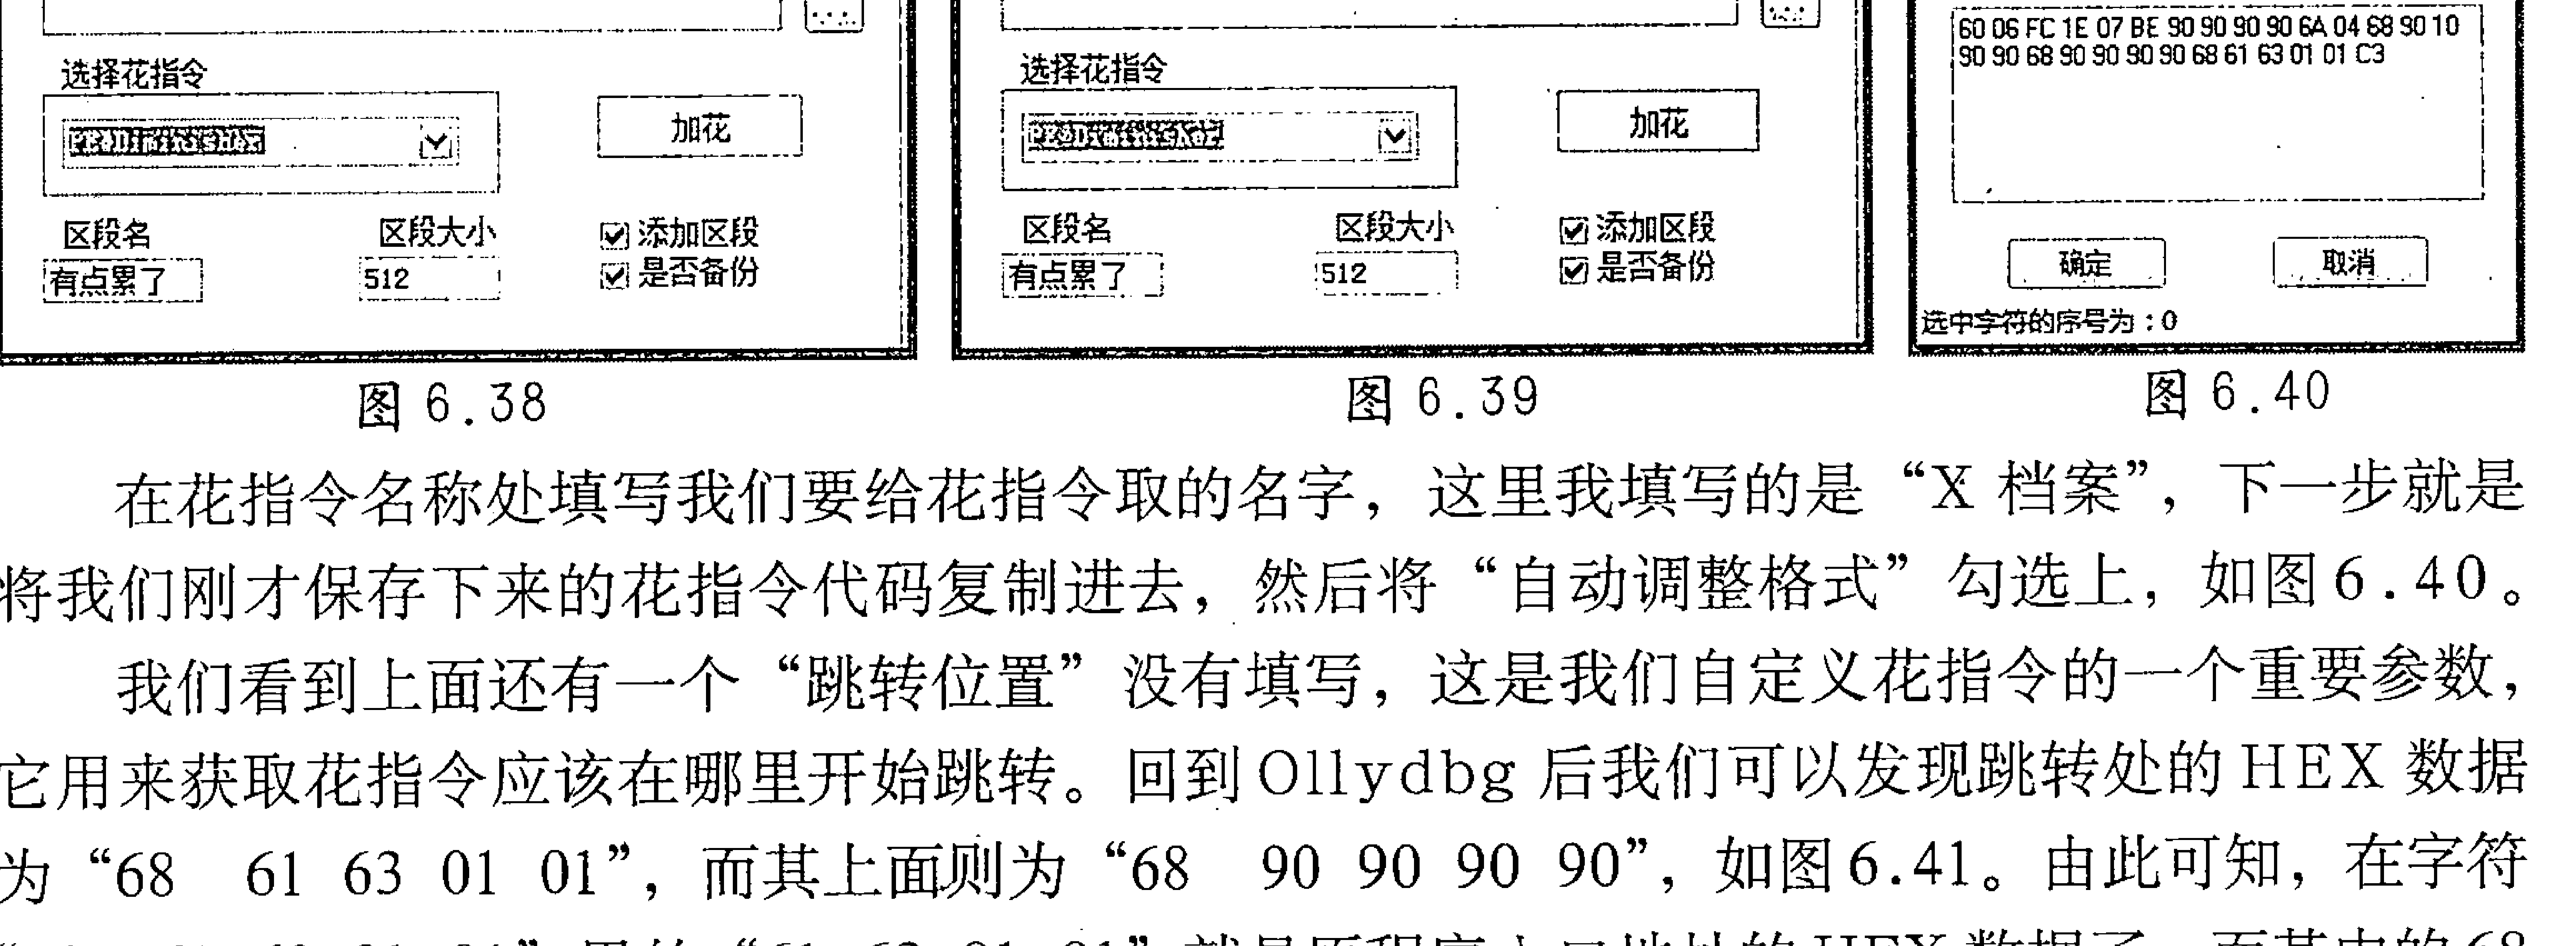 60 06 FC 1E 07 BE 90 90 90 90 6A 04 68 90 10
90 90 68 90 90 90 90 68 61 63 01 01 C3
选择花指令
选择花指令
加花
加花
区段名
区段大小
添加区段
有点累了
512
是否备份
区段名
区段大小
添加区段
有点累了
512
是否备份
确定
取消
选中字符的序号为：0
图 6.38
图 6.39
图 6.40
在花指令名称处填写我们要给花指令取的名字，这里我填写的是“X 档案”，下一步就是
将我们刚才保存下来的花指令代码复制进去，然后将“自动调整格式”勾选上，如图6.40。
我们看到上面还有一个“跳转位置”没有填写，这是我们自定义花指令的一个重要参数，
它用来获取花指令应该在哪里开始跳转。回到Ollydbg 后我们可以发现跳转处的HEX 数据
为“68 61 63 01 01”，而其上面则为“68 90 90 90 90”，如图6.41。由此可知，在字符